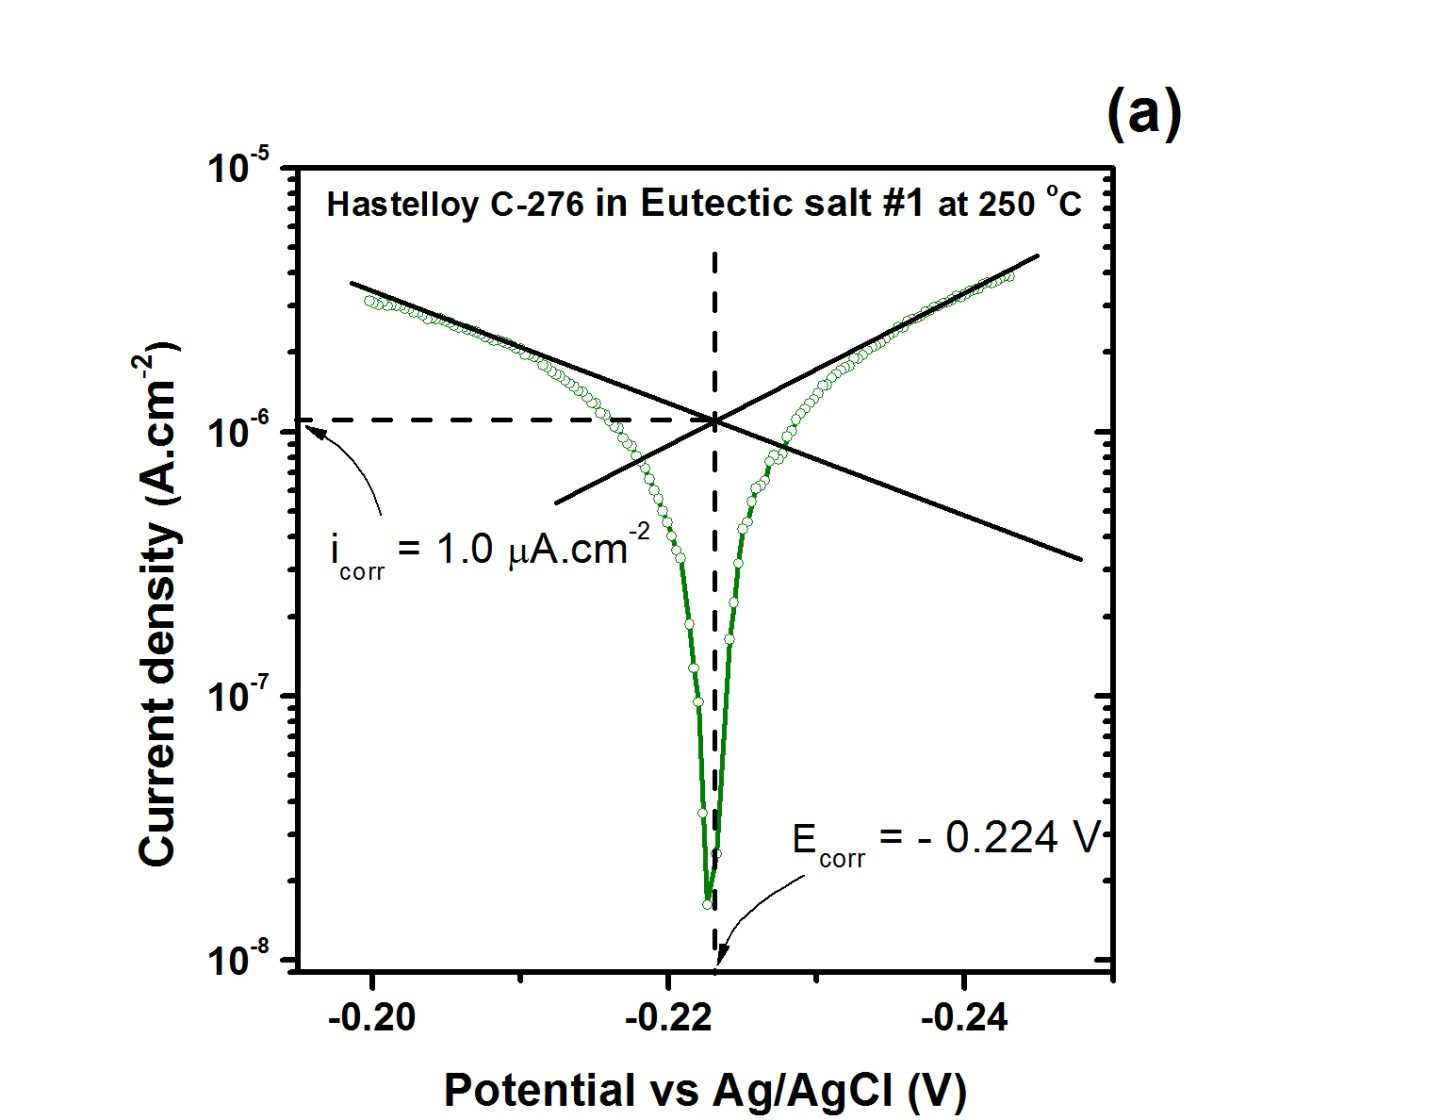 (a)
10⁻⁵
Hastelloy C-276 in Eutectic salt #1 at 250 °C
10⁻⁶
i_corr = 1.0 μA.cm⁻²
10⁻⁷
E_corr = - 0.224 V
10⁻⁸
-0.20 -0.22 -0.24
Potential vs Ag/AgCl (V)
Current density (A.cm⁻²)